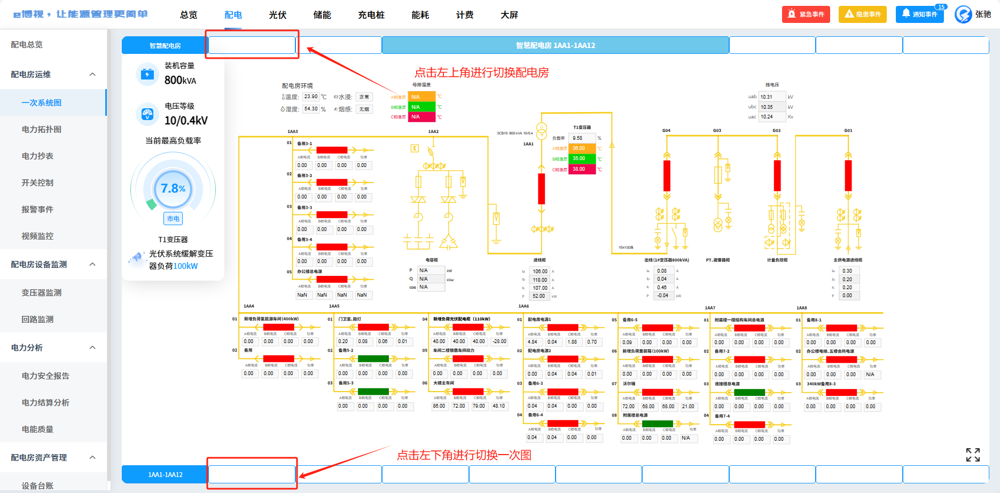 e博视，让能源管理更简单
总览 配电 光伏 储能 充电桩 能耗 计费 大屏
紧急事件 隐患事件 通知事件 15 张驰
配电总览
配电房运维
一次系统图
电力拓扑图
电力抄表
开关控制
报警事件
视频监控
配电房设备监测
变压器监测
回路监测
电力分析
电力安全报告
电力结算分析
电能质量
配电房资产管理
设备台账
智慧配电房
智慧配电房 1AA1-1AA12
点击左上角进行切换配电房
装机容量
800kVA
电压等级
10/0.4kV
当前最高负载率
7.8%
市电
T1变压器
光伏系统缓解变压
器负荷100kW
配电房环境
温度: 23.90 ℃ 水浸: 正常
湿度: 54.30 % 烟感: 无烟
母排温度
A相温度 N/A ℃
B相温度 N/A ℃
C相温度 N/A ℃
线电压
uab 10.31 kV
ubc 10.35 kV
uac 10.24 Kv
SCB10-800kVA 10/0.4
1AA1
T1变压器
负载率 9.58 %
A相温度 36.00 ℃
B相温度 35.00 ℃
C相温度 38.00 ℃
1AA3 1AA2 G04 G03 G02 G01
01 备用3-1
A相电流 B相电流 C相电流 功率
0.00 0.00 0.00 0.00
02 备用3-2
A相电流 B相电流 C相电流 功率
0.00 0.00 0.00 0.00
03 备用3-3
A相电流 B相电流 C相电流 功率
0.00 0.00 0.00 0.00
04 备用3-4
A相电流 B相电流 C相电流 功率
0.00 0.00 0.00 0.00
05 办公楼总电源
A相电流 B相电流 C相电流 功率
NaN NaN NaN NaN
K
10kV出线
电容柜
P N/A kW
Q N/A kVar
cos N/A
进线柜
Ia 106.00 A
Ib 118.00 A
Ic 107.00 A
P 52.00 kW
出线(1#变压器800kVA)
Ia 0.08 A
Ib 0.04 A
Ic 0.46 A
P -0.04 kW
PT、避雷器柜
计量负控柜
主供电源进线柜
Ia 0.30 A
Ib 0.20 A
Ic 0.20 A
P 0.00 kW
1AA4 1AA5 1AA6 1AA7 1AA8
01 新增负荷氢能源车间(400kW)
A相电流 B相电流 C相电流 功率
0.00 0.00 0.00 0.00
02 备用
A相电流 B相电流 C相电流 功率
0.00 0.00 0.00 0.00
01 门卫室、路灯
A相电流 B相电流 C相电流 功率
0.20 0.08 0.06 0.01
02 备用5-2
A相电流 B相电流 C相电流 功率
0.00 0.00 0.00 0.00
03 备用5-3
A相电流 B相电流 C相电流 功率
0.00 0.00 0.00 0.00
04 新增负荷光伏配电柜（110kW）
A相电流 B相电流 C相电流 功率
40.00 40.00 40.00 -28.00
05 车间二楼银鼎车间动力
A相电流 B相电流 C相电流 功率
0.00 0.00 0.00 0.00
06 大楼主车间
A相电流 B相电流 C相电流 功率
86.00 72.00 79.00 48.10
01 配电房电源1
A相电流 B相电流 C相电流 功率
4.84 0.04 1.88 0.70
02 配电房电源2
A相电流 B相电流 C相电流 功率
0.00 0.04 0.04 0.01
03 备用6-3
A相电流 B相电流 C相电流 功率
0.04 0.04 0.00 0.00
04 备用6-4
A相电流 B相电流 C相电流 功率
0.04 0.04 0.00 0.00
05 备用6-5
A相电流 B相电流 C相电流 功率
0.09 0.00 0.00 0.00
06 新增负荷集装箱(100kW)
A相电流 B相电流 C相电流 功率
0.00 0.00 0.00 0.00
07 沃尔瑞
A相电流 B相电流 C相电流 功率
72.00 68.00 68.00 21.00
08 附属楼总电源
A相电流 B相电流 C相电流 功率
0.00 0.00 0.00 N/A
01 附属楼一楼结构车间总电源
A相电流 B相电流 C相电流 功率
0.00 0.00 0.00 0.00
02 备用7-2
A相电流 B相电流 C相电流 功率
0.00 0.00 0.00 0.00
03 连接楼总电源
A相电流 B相电流 C相电流 功率
0.00 0.00 0.00 0.00
04 备用7-4
A相电流 B相电流 C相电流 功率
0.00 0.00 0.00 0.00
01 备用8-1
A相电流 B相电流 C相电流 功率
0.00 0.00 0.00 0.00
02 办公楼电梯、五楼会所电源
A相电流 B相电流 C相电流 功率
0.00 0.00 0.00 N/A
03 340kW备用8-3
A相电流 B相电流 C相电流 功率
0.00 0.00 0.00 0.00
点击左下角进行切换一次图
1AA1-1AA12